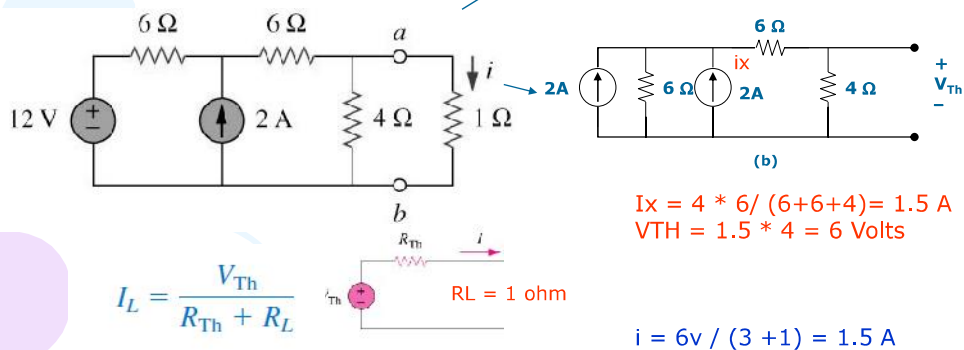 6 Ω
6 Ω
a
i
12 V
+
−
2 A
4 Ω
1 Ω
b
6 Ω
ix
2A
6 Ω
2A
4 Ω
+
VTh
−
(b)
Ix = 4 * 6/ (6+6+4)= 1.5 A
VTH = 1.5 * 4 = 6 Volts
IL = VTh / RTh + RL
RTh
i
Th
+
−
RL = 1 ohm
i = 6v / (3 +1) = 1.5 A